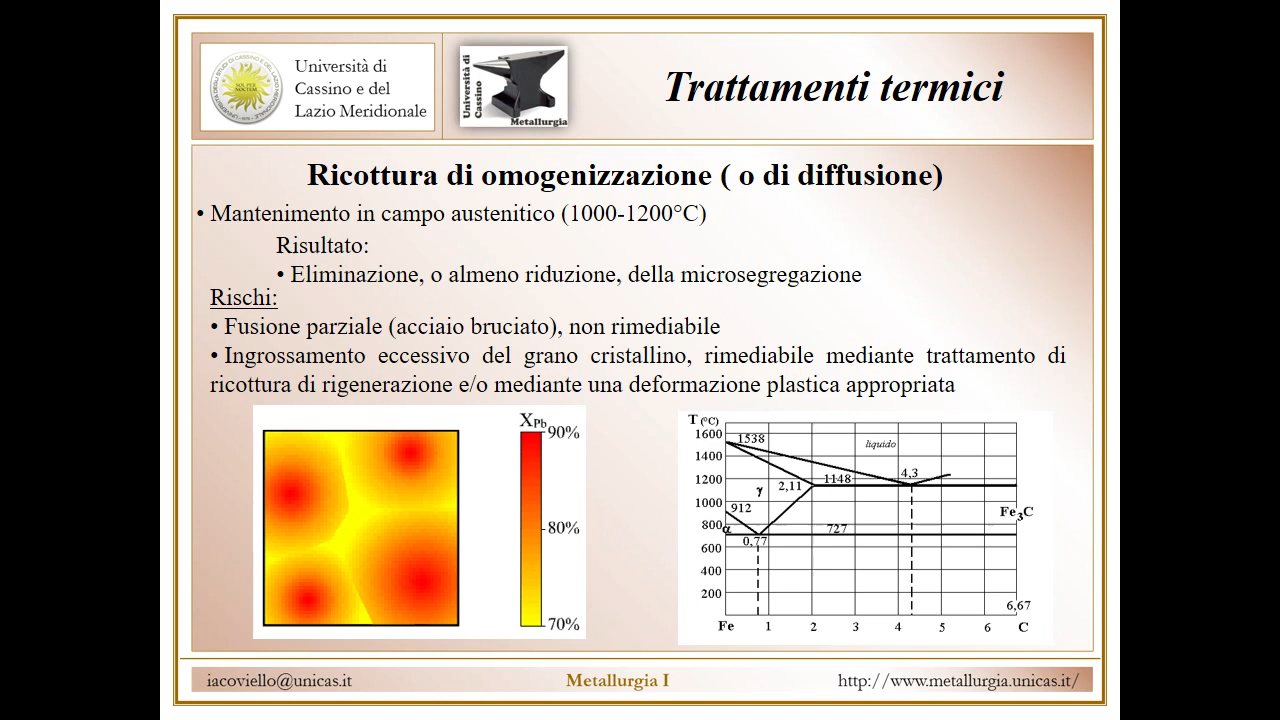 Università di
Cassino e del
Lazio Meridionale
Università di
Cassino
Metallurgia
Trattamenti termici
Ricottura di omogenizzazione ( o di diffusione)
• Mantenimento in campo austenitico (1000-1200°C)
Risultato:
• Eliminazione, o almeno riduzione, della microsegregazione
Rischi:
• Fusione parziale (acciaio bruciato), non rimediabile
• Ingrossamento eccessivo del grano cristallino, rimediabile mediante trattamento di
ricottura di rigenerazione e/o mediante una deformazione plastica appropriata
XPb
90%
80%
70%
T (°C)
1600
1400
1200
1000
800
600
400
200
1538
liquido
4,3
1148
2,11
γ
912
α
Fe3C
727
0,77
6,67
Fe 1 2 3 4 5 6 C
iacoviello@unicas.it
Metallurgia I
http://www.metallurgia.unicas.it/